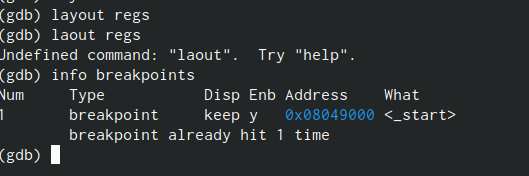 (gdb) layout regs
(gdb) laout regs
Undefined command: "laout".  Try "help".
(gdb) info breakpoints
Num     Type           Disp Enb Address    What
1       breakpoint     keep y   0x08049000 <_start>
        breakpoint already hit 1 time
(gdb)